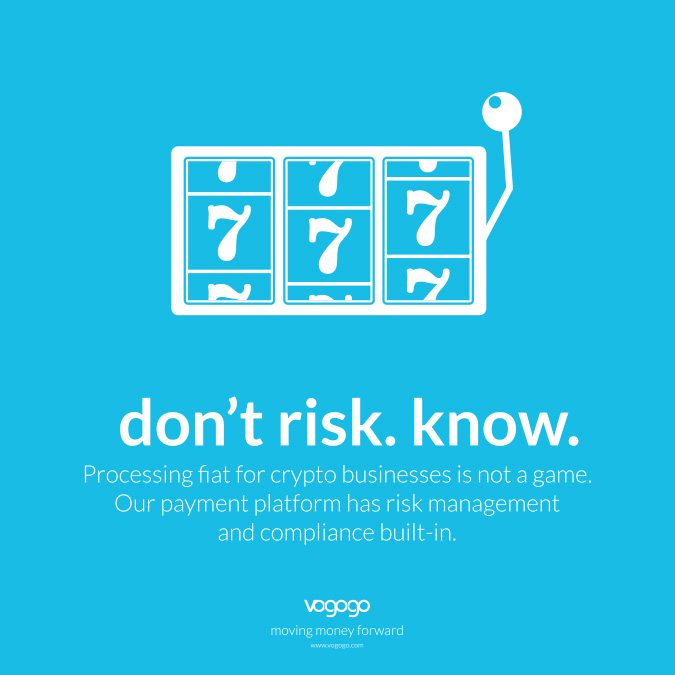 7 7 7
7 7 7
7 7 7
don’t risk. know.
Processing fiat for crypto businesses is not a game.
Our payment platform has risk management
and compliance built-in.
vogogo
moving money forward
www.vogogo.com